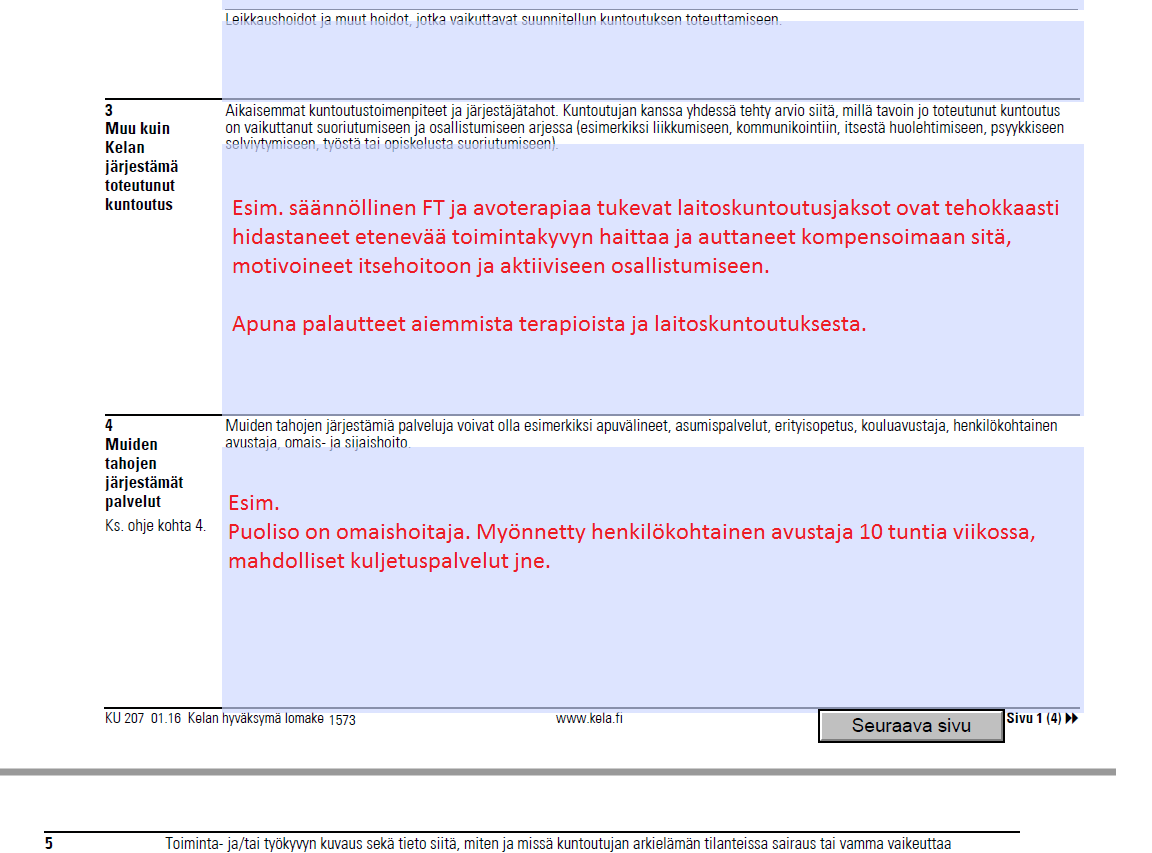 Leikkaushoidot ja muut hoidot, jotka vaikuttavat suunnitellun kuntoutuksen toteuttamiseen.
3
Muu kuin
Kelan
järjestämä
toteutunut
kuntoutus
Aikaisemmat kuntoutustoimenpiteet ja järjestäjätahot. Kuntoutujan kanssa yhdessä tehty arvio siitä, millä tavoin jo toteutunut kuntoutus
on vaikuttanut suoriutumiseen ja osallistumiseen arjessa (esimerkiksi liikkumiseen, kommunikointiin, itsestä huolehtimiseen, psyykkiseen
selviytymiseen, työstä tai opiskelusta suoriutumiseen).
Esim. säännöllinen FT ja avoterapiaa tukevat laitoskuntoutusjaksot ovat tehokkaasti
hidastaneet etenevää toimintakyvyn haittaa ja auttaneet kompensoimaan sitä,
motivoineet itsehoitoon ja aktiiviseen osallistumiseen.
Apuna palautteet aiemmista terapioista ja laitoskuntoutuksesta.
4
Muiden
tahojen
järjestämät
palvelut
Ks. ohje kohta 4.
Muiden tahojen järjestämiä palveluja voivat olla esimerkiksi apuvälineet, asumispalvelut, erityisopetus, kouluavustaja, henkilökohtainen
avustaja, omais- ja sijaishoito.
Esim.
Puoliso on omaishoitaja. Myönnetty henkilökohtainen avustaja 10 tuntia viikossa,
mahdolliset kuljetuspalvelut jne.
KU 207 01.16 Kelan hyväksymä lomake 1573
www.kela.fi
Seuraava sivu
Sivu 1 (4)
5
Toiminta- ja/tai työkyvyn kuvaus sekä tieto siitä, miten ja missä kuntoutujan arkielämän tilanteissa sairaus tai vamma vaikeuttaa